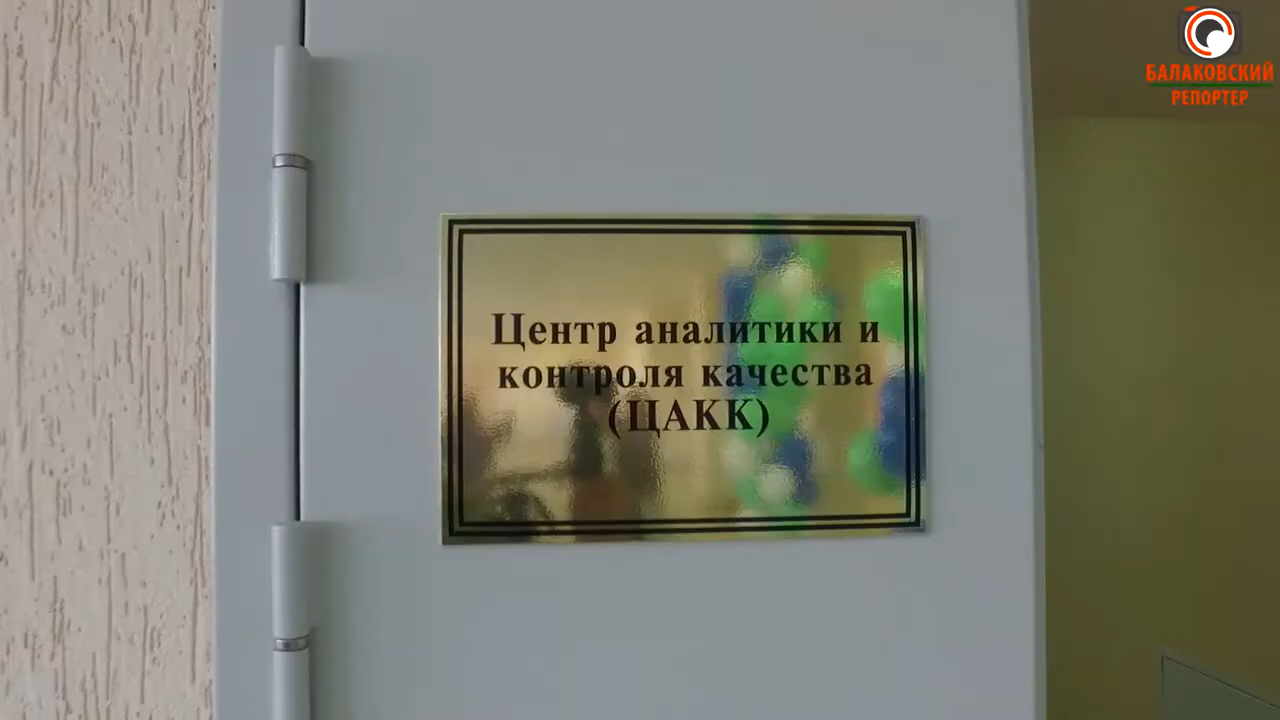 БАЛАКОВСКИЙ
РЕПОРТЕР
Центр аналитики и
контроля качества
(ЦАКК)